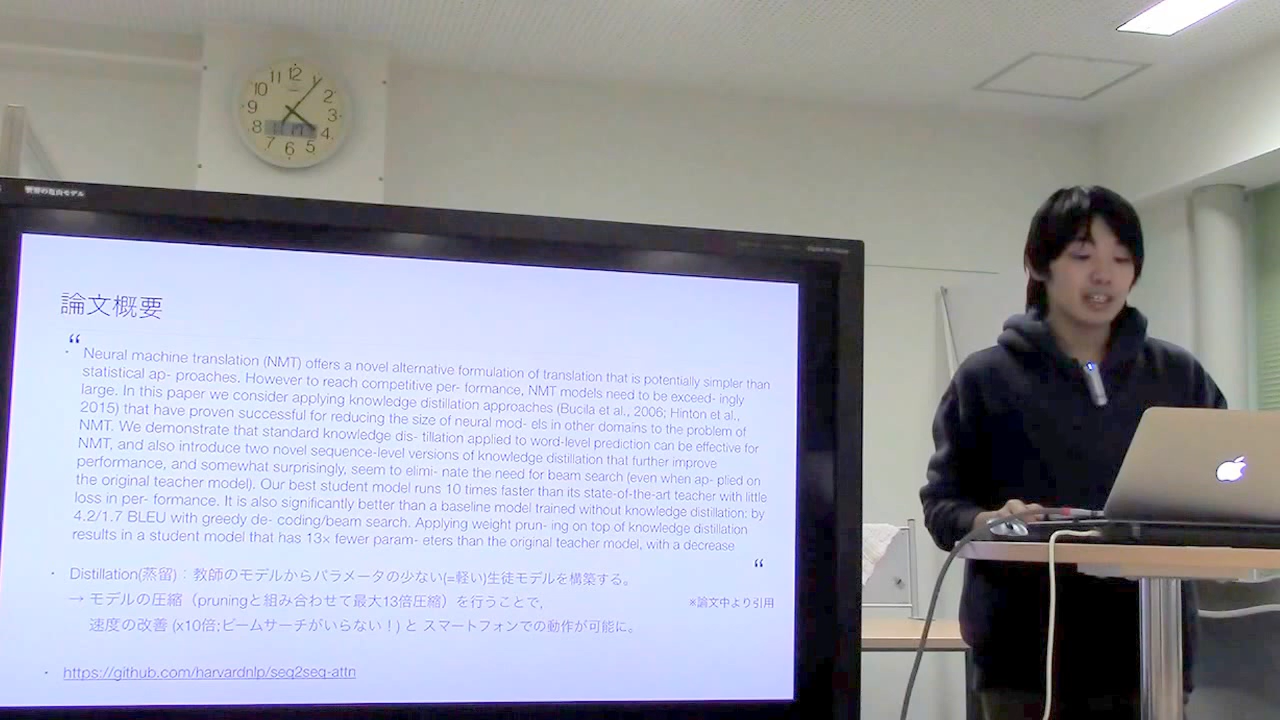 12
1
2
3
4
5
6
7
8
9
10
11
論文概要
“
・ Neural machine translation (NMT) offers a novel alternative formulation of translation that is potentially simpler than
statistical ap- proaches. However to reach competitive per- formance, NMT models need to be exceed- ingly
large. In this paper we consider applying knowledge distillation approaches (Bucila et al., 2006; Hinton et al.,
2015) that have proven successful for reducing the size of neural mod- els in other domains to the problem of
NMT. We demonstrate that standard knowledge dis- tillation applied to word-level prediction can be effective for
NMT, and also introduce two novel sequence-level versions of knowledge distillation that further improve
performance, and somewhat surprisingly, seem to elimi- nate the need for beam search (even when ap- plied on
the original teacher model). Our best student model runs 10 times faster than its state-of-the-art teacher with little
loss in per- formance. It is also significantly better than a baseline model trained without knowledge distillation: by
4.2/1.7 BLEU with greedy de- coding/beam search. Applying weight prun- ing on top of knowledge distillation
results in a student model that has 13× fewer param- eters than the original teacher model, with a decrease
“
・ Distillation(蒸留)：教師のモデルからパラメータの少ない(=軽い)生徒モデルを構築する。
→ モデルの圧縮（pruningと組み合わせて最大13倍圧縮）を行うことで,
※論文中より引用
速度の改善 (x10倍;ビームサーチがいらない！) と スマートフォンでの動作が可能に。
・ https://github.com/harvardnlp/seq2seq-attn